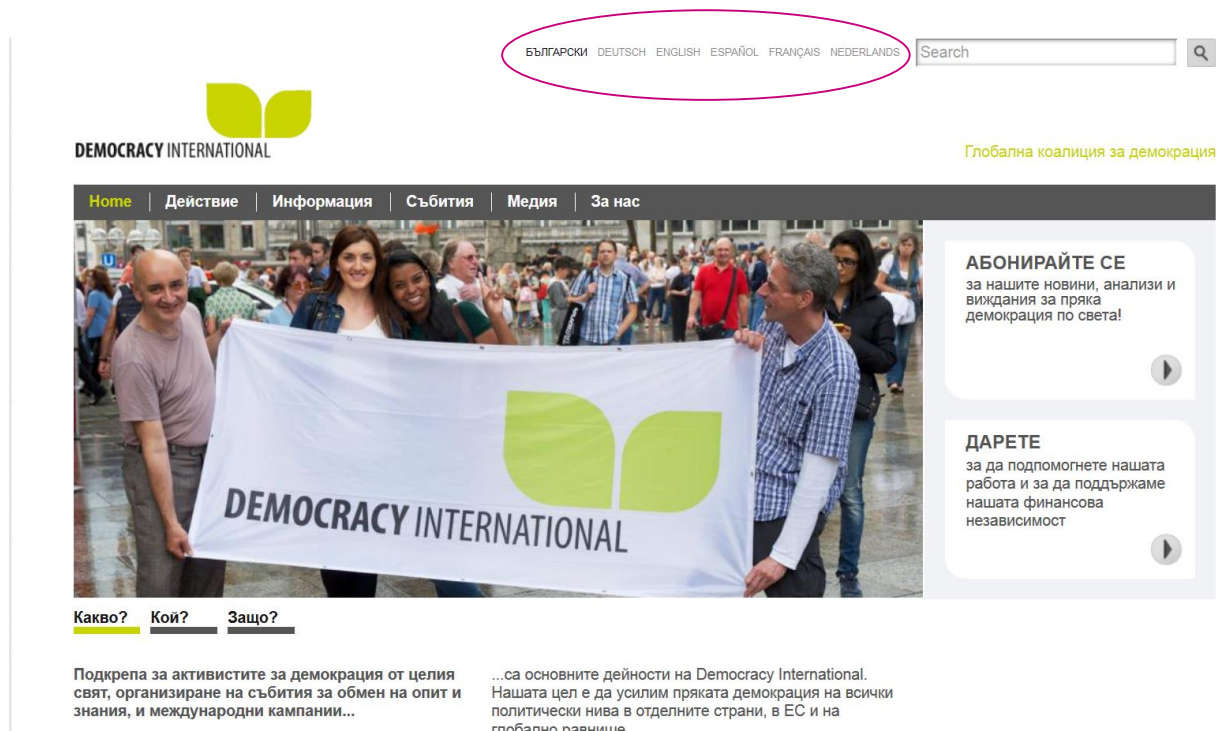 БЪЛГАРСКИ DEUTSCH ENGLISH ESPAÑOL FRANÇAIS NEDERLANDS
Search
DEMOCRACY INTERNATIONAL
Глобална коалиция за демокрация
Home Действие Информация Събития Медия За нас
U
DEMOCRACY INTERNATIONAL
АБОНИРАЙТЕ СЕ
за нашите новини, анализи и
виждания за пряка
демокрация по света!
ДАРЕТЕ
за да подпомогнете нашата
работа и за да поддържаме
нашата финансова
независимост
Какво? Кой? Защо?
Подкрепа за активистите за демокрация от целия
свят, организиране на събития за обмен на опит и
знания, и международни кампании...
...са основните дейности на Democracy International.
Нашата цел е да усилим пряката демокрация на всички
политически нива в отделните страни, в ЕС и на
глобално равнище